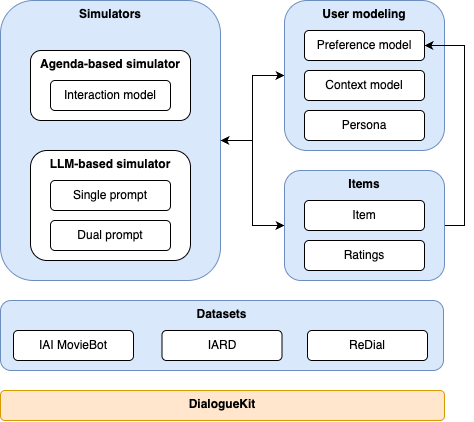 Simulators
Agenda-based simulator
Interaction model
LLM-based simulator
Single prompt
Dual prompt
User modeling
Preference model
Context model
Persona
Items
Item
Ratings
Datasets
IAI MovieBot
IARD
ReDial
DialogueKit